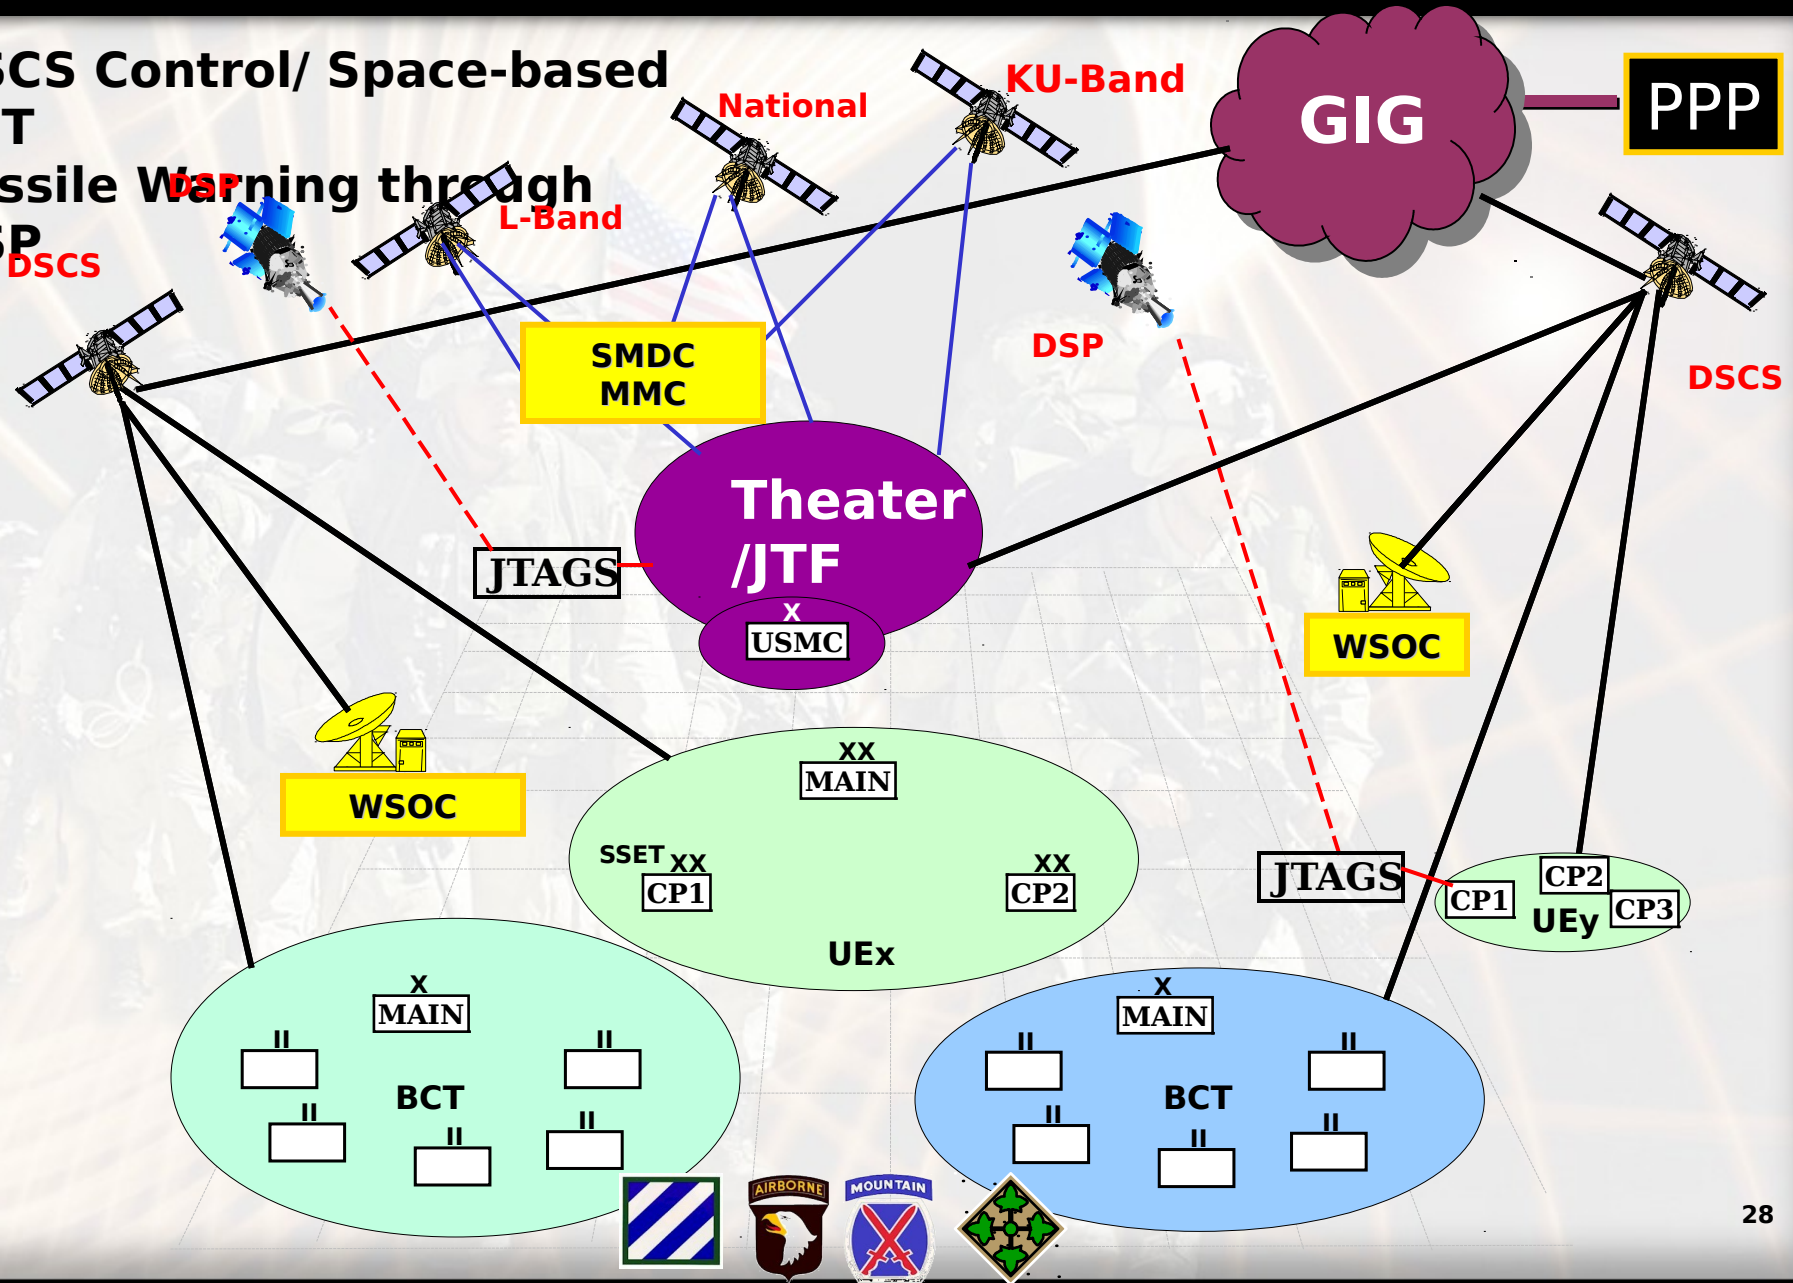 SCS Control/ Space-based
T
ssile Warning through
SP
DSP
DSCS
L-Band
National
KU-Band
GIG
PPP
SMDC
MMC
DSP
DSCS
Theater
/JTF
JTAGS
X
USMC
WSOC
WSOC
XX
MAIN
SSET
XX
CP1
XX
CP2
UEx
JTAGS
CP1
CP2
CP3
UEy
X
MAIN
II
II
BCT
II
II
II
X
MAIN
II
II
BCT
II
II
II
AIRBORNE
MOUNTAIN
28